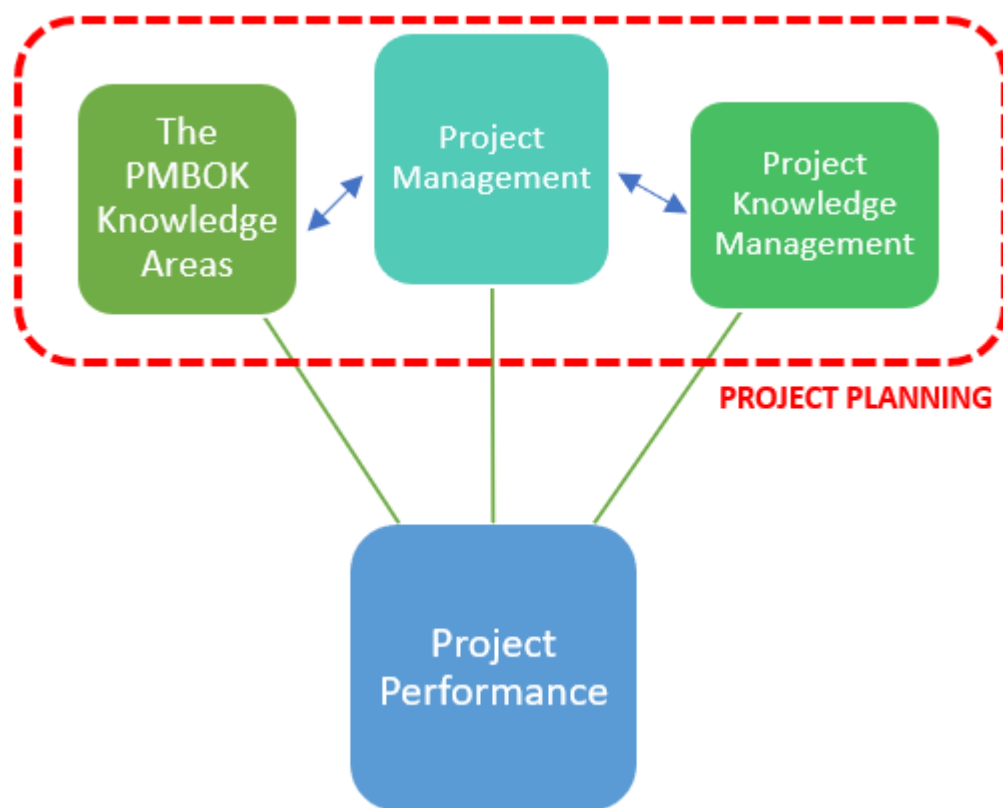 The
PMBOK
Knowledge
Areas
Project
Management
Project
Knowledge
Management
PROJECT PLANNING
Project
Performance